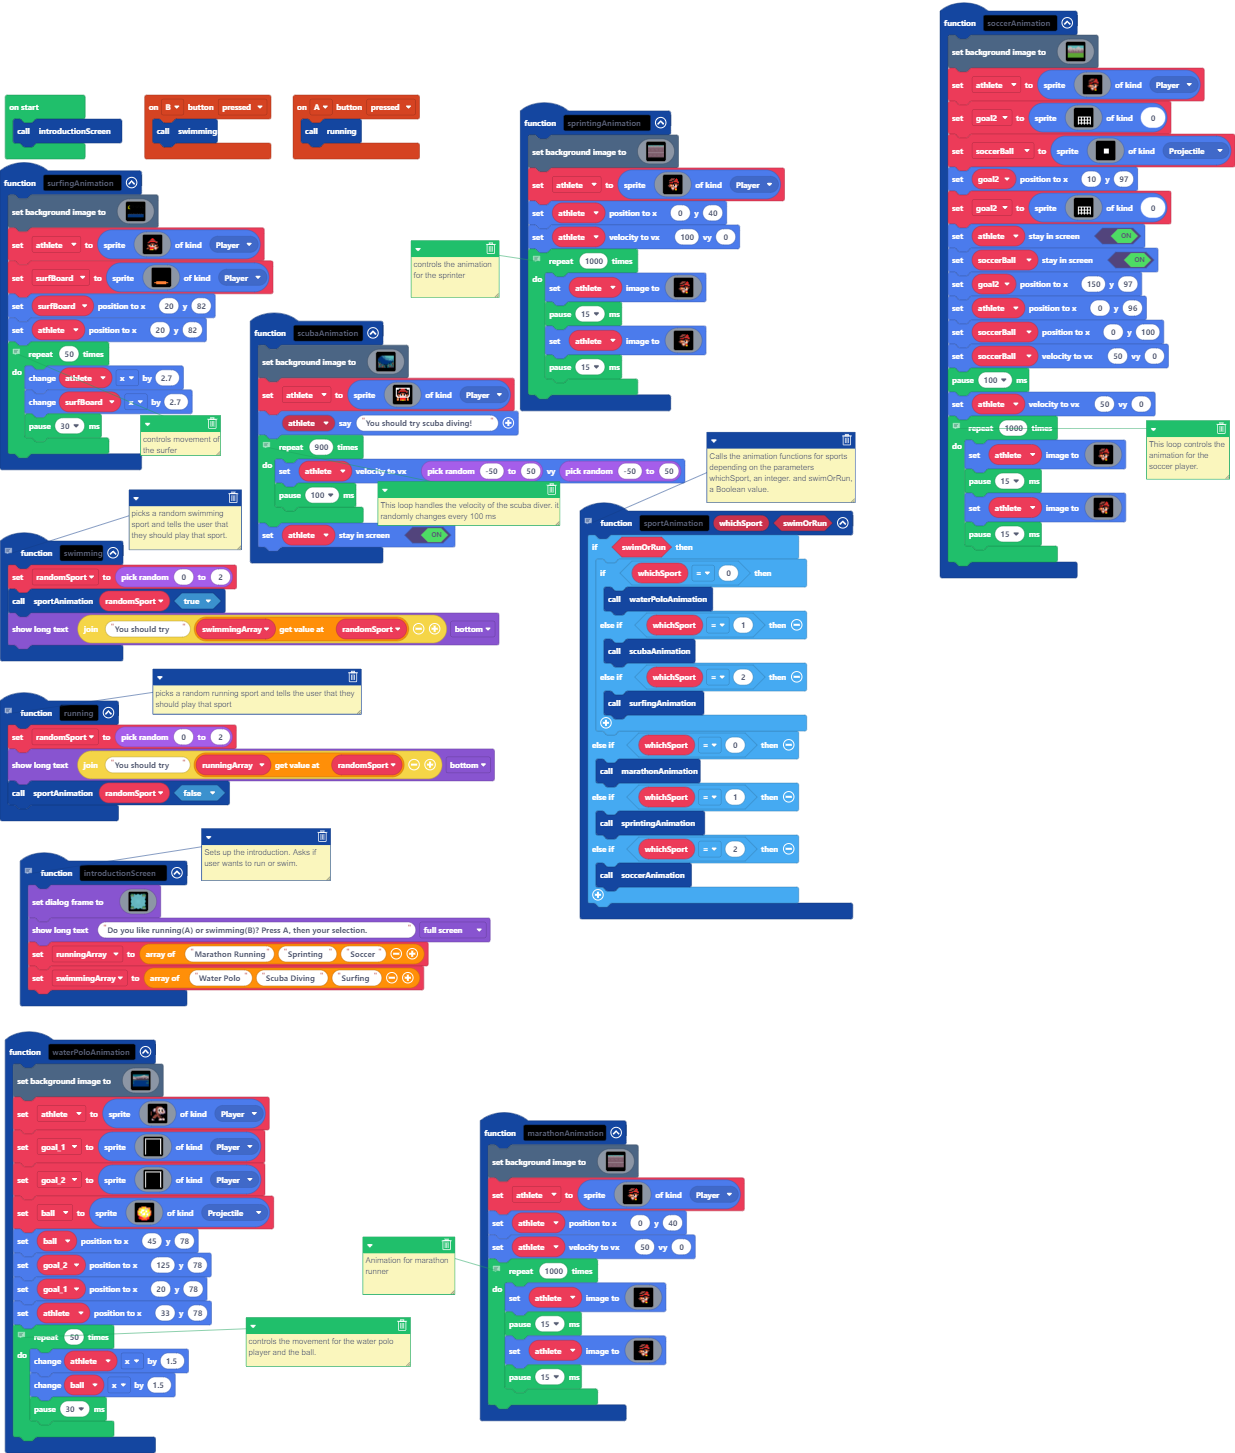 on start
call introductionScreen
on B button pressed
call swimming
on A button pressed
call running
function surfingAnimation
set background image to
set athlete to sprite of kind Player
set surfBoard to sprite of kind Player
set surfBoard position to x 20 y 82
set athlete position to x 20 y 82
repeat 50 times
do
change athlete x by 2.7
change surfBoard x by 2.7
pause 30 ms
controls movement of
the surfer
function scubaAnimation
set background image to
set athlete to sprite of kind Player
athlete say "You should try scuba diving!"
repeat 900 times
do
set athlete velocity to vx pick random -50 to 50 vy pick random -50 to 50
pause 100 ms
This loop handles the velocity of the scuba diver. it
randomly changes every 100 ms
set athlete stay in screen ON
function sprintingAnimation
set background image to
set athlete to sprite of kind Player
set athlete position to x 0 y 40
set athlete velocity to vx 100 vy 0
repeat 1000 times
do
set athlete image to
pause 15 ms
set athlete image to
pause 15 ms
controls the animation
for the sprinter
function soccerAnimation
set background image to
set athlete to sprite of kind Player
set goal2 to sprite of kind 0
set soccerBall to sprite of kind Projectile
set goal2 position to x 10 y 97
set goal2 to sprite of kind 0
set athlete stay in screen ON
set soccerBall stay in screen ON
set goal2 position to x 150 y 97
set athlete position to x 0 y 96
set soccerBall position to x 0 y 100
set soccerBall velocity to vx 50 vy 0
pause 100 ms
set athlete velocity to vx 50 vy 0
repeat 1000 times
do
set athlete image to
pause 15 ms
set athlete image to
pause 15 ms
This loop controls the
animation for the
soccer player.
picks a random swimming
sport and tells the user that
they should play that sport.
function swimming
set randomSport to pick random 0 to 2
call sportAnimation randomSport true
show long text join "You should try " swimmingArray get value at randomSport bottom
picks a random running sport and tells the user that they
should play that sport
function running
set randomSport to pick random 0 to 2
show long text join "You should try " runningArray get value at randomSport bottom
call sportAnimation randomSport false
Sets up the introduction. Asks if
user wants to run or swim.
function introductionScreen
set dialog frame to
show long text "Do you like running(A) or swimming(B)? Press A, then your selection. " full screen
set runningArray to array of "Marathon Running" "Sprinting" "Soccer"
set swimmingArray to array of "Water Polo" "Scuba Diving" "Surfing"
Calls the animation functions for sports
depending on the parameters
whichSport, an integer. and swimOrRun,
a Boolean value.
function sportAnimation whichSport swimOrRun
if swimOrRun then
if whichSport = 0 then
call waterPoloAnimation
else if whichSport = 1 then
call scubaAnimation
else if whichSport = 2 then
call surfingAnimation
else if whichSport = 0 then
call marathonAnimation
else if whichSport = 1 then
call sprintingAnimation
else if whichSport = 2 then
call soccerAnimation
function waterPoloAnimation
set background image to
set athlete to sprite of kind Player
set goal_1 to sprite of kind Player
set goal_2 to sprite of kind Player
set ball to sprite of kind Projectile
set ball position to x 45 y 78
set goal_2 position to x 125 y 78
set goal_1 position to x 20 y 78
set athlete position to x 33 y 78
repeat 50 times
do
change athlete x by 1.5
change ball x by 1.5
pause 30 ms
controls the movement for the water polo
player and the ball.
function marathonAnimation
set background image to
set athlete to sprite of kind Player
set athlete position to x 0 y 40
set athlete velocity to vx 50 vy 0
repeat 1000 times
do
set athlete image to
pause 15 ms
set athlete image to
pause 15 ms
Animation for marathon
runner